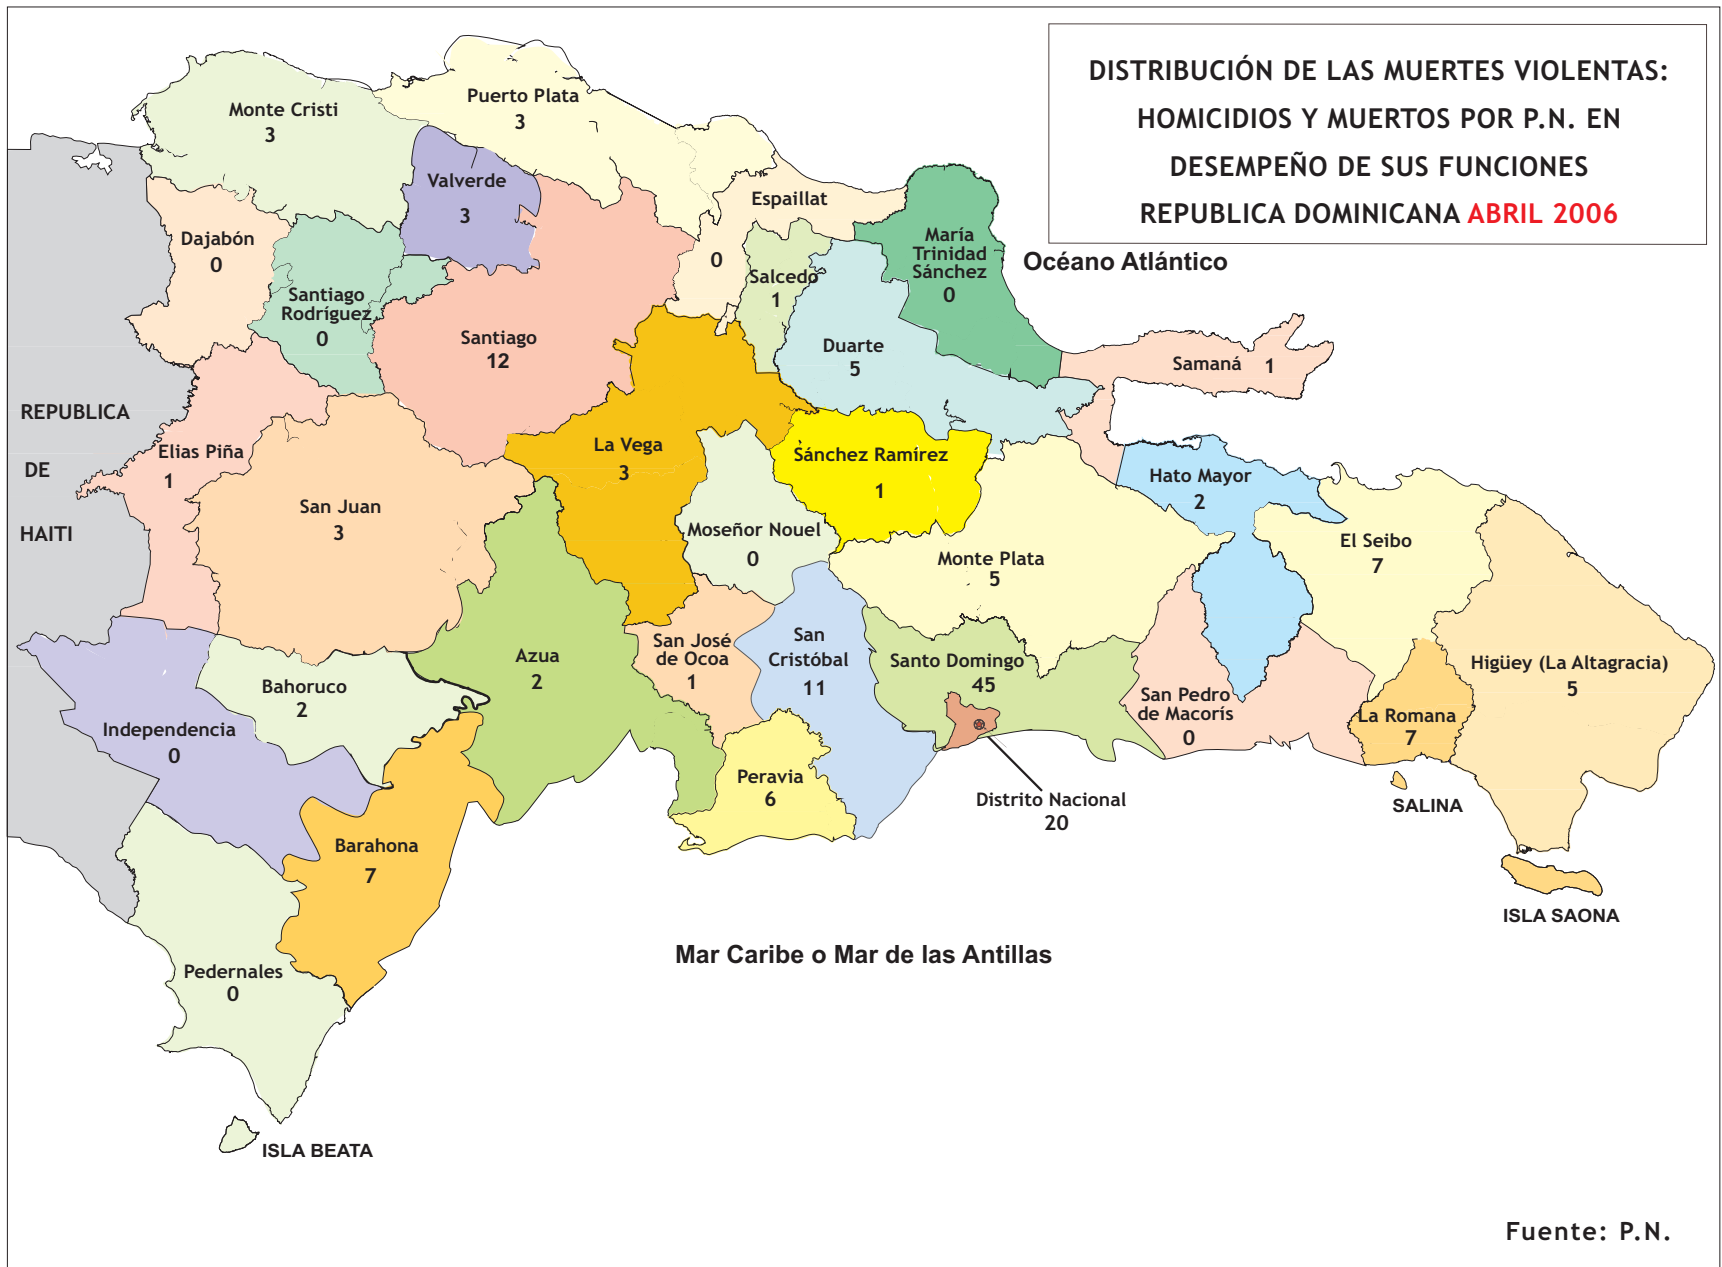 DISTRIBUCIÓN DE LAS MUERTES VIOLENTAS:
HOMICIDIOS Y MUERTOS POR P.N. EN
DESEMPEÑO DE SUS FUNCIONES
REPUBLICA DOMINICANA ABRIL 2006
Monte Cristi
3
Puerto Plata
3
Valverde
3
Espaillat
0
Dajabón
0
Santiago
Rodríguez
0
Santiago
12
Salcedo
1
María
Trinidad
Sánchez
0
Océano Atlántico
Duarte
5
Samaná 1
REPUBLICA
DE
HAITI
Elias Piña
1
San Juan
3
La Vega
3
Sánchez Ramírez
1
Moseñor Nouel
0
Hato Mayor
2
El Seibo
7
Monte Plata
5
Higüey (La Altagracia)
5
Azua
2
San José
de Ocoa
1
San
Cristóbal
11
Santo Domingo
45
San Pedro
de Macorís
0
La Romana
7
Bahoruco
2
Independencia
0
Peravia
6
Distrito Nacional
20
SALINA
Barahona
7
ISLA SAONA
Mar Caribe o Mar de las Antillas
Pedernales
0
ISLA BEATA
Fuente: P.N.